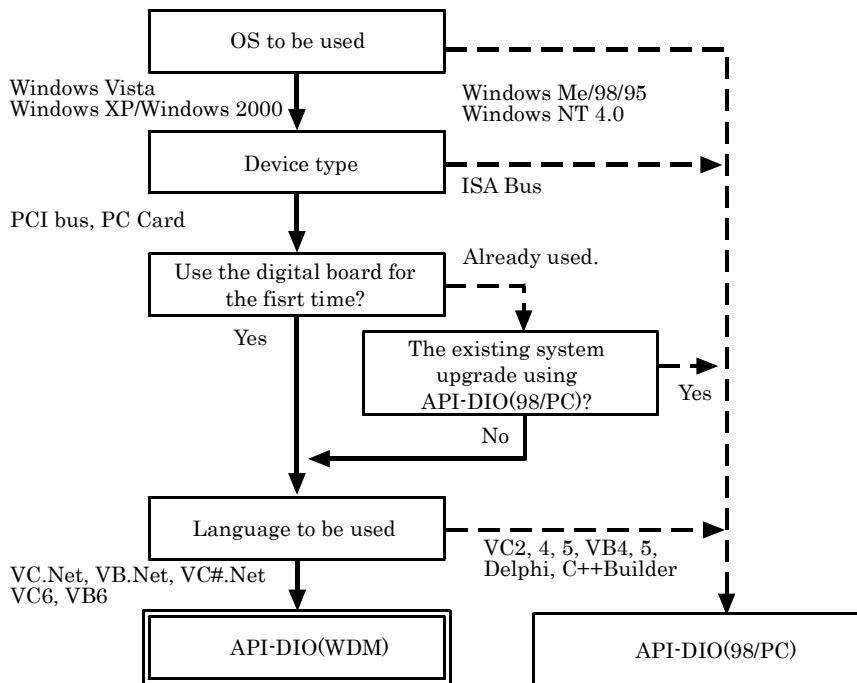 OS to be used
Windows Vista
Windows XP/Windows 2000
Windows Me/98/95
Windows NT 4.0
Device type
ISA Bus
PCI bus, PC Card
Use the digital board for
the fisrt time?
Already used.
Yes
The existing system
upgrade using
API-DIO(98/PC)?
Yes
No
Language to be used
VC2, 4, 5, VB4, 5,
Delphi, C++Builder
VC.Net, VB.Net, VC#.Net
VC6, VB6
API-DIO(WDM)
API-DIO(98/PC)